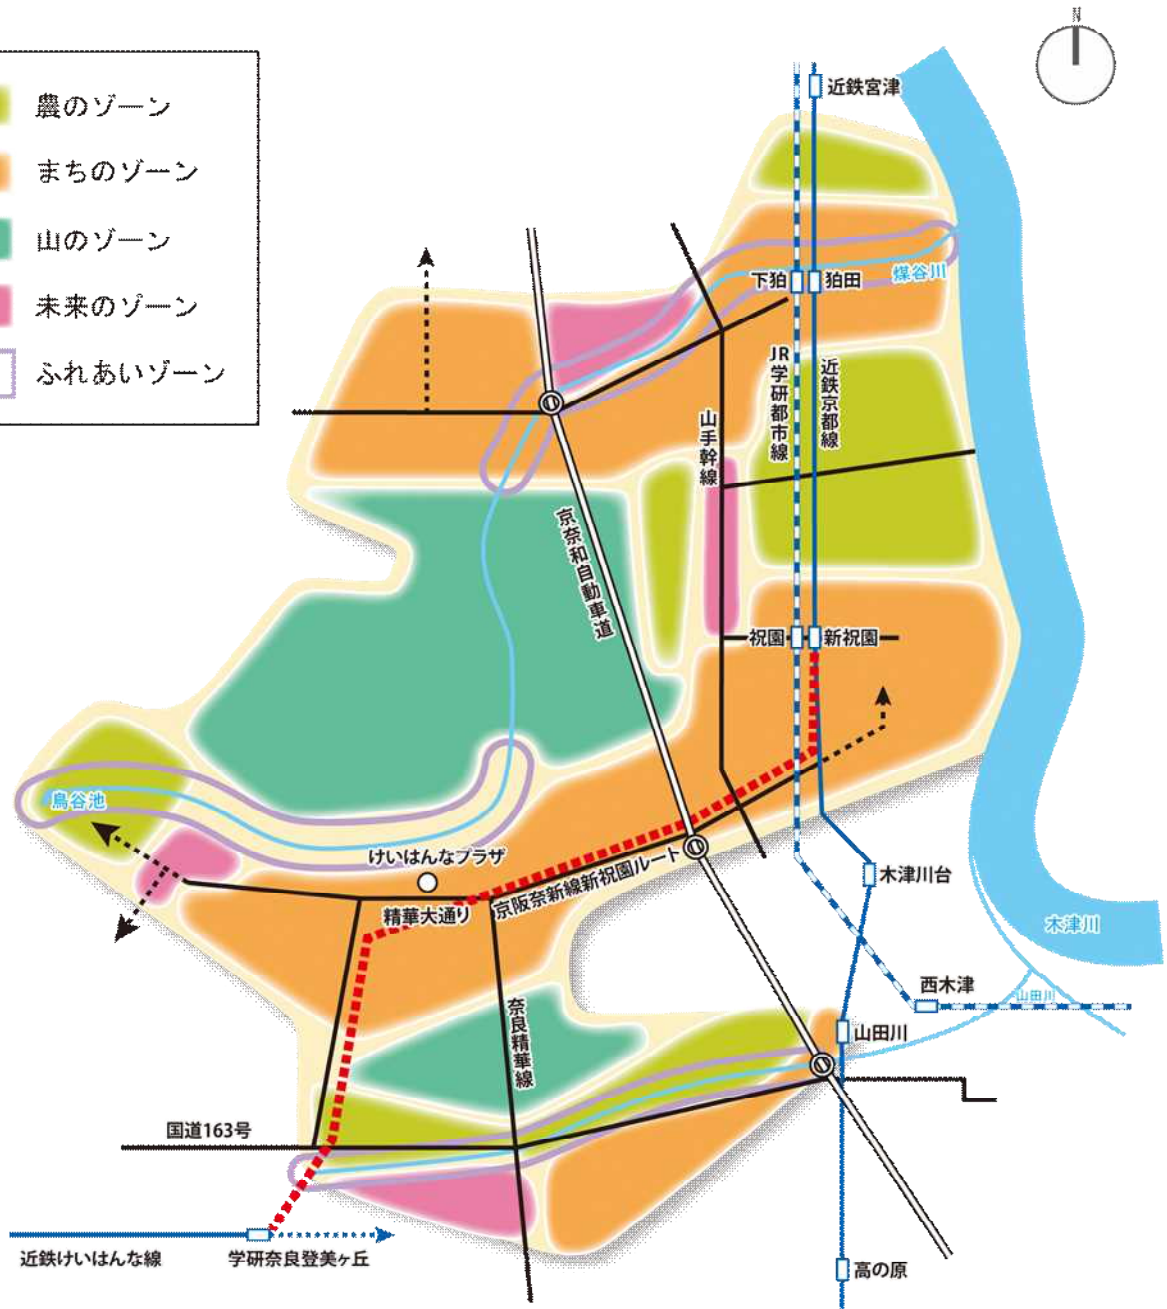 N
農のゾーン
まちのゾーン
山のゾーン
未来のゾーン
ふれあいゾーン
近鉄宮津
煤谷川
下狛
狛田
JR学研都市線
近鉄京都線
山手幹線
京奈和自動車道
祝園
新祝園
鳥谷池
けいはんなプラザ
精華大通り
京阪奈新線新祝園ルート
木津川台
木津川
西木津
山田川
山田川
奈良精華線
国道163号
近鉄けいはんな線
学研奈良登美ヶ丘
高の原